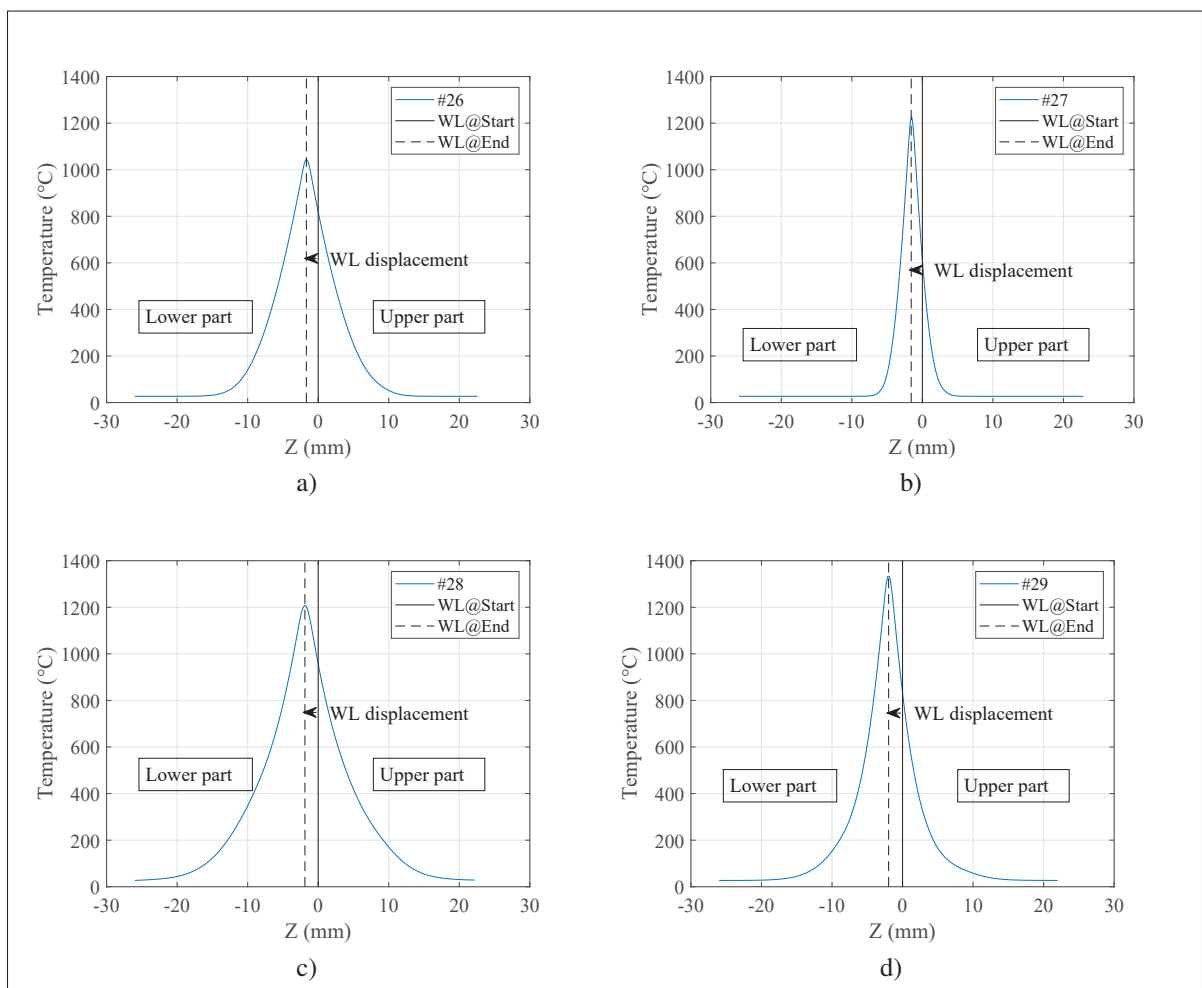 1400
1200
1000
800
600
400
200
0
Temperature (°C)
#26
WL@Start
WL@End
WL displacement
Lower part
Upper part
-30 -20 -10 0 10 20 30
Z (mm)
a)
1400
1200
1000
800
600
400
200
0
Temperature (°C)
#27
WL@Start
WL@End
WL displacement
Lower part
Upper part
-30 -20 -10 0 10 20 30
Z (mm)
b)
1400
1200
1000
800
600
400
200
0
Temperature (°C)
#28
WL@Start
WL@End
WL displacement
Lower part
Upper part
-30 -20 -10 0 10 20 30
Z (mm)
c)
1400
1200
1000
800
600
400
200
0
Temperature (°C)
#29
WL@Start
WL@End
WL displacement
Lower part
Upper part
-30 -20 -10 0 10 20 30
Z (mm)
d)